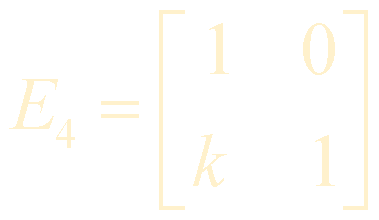 E₄ = [1 0
k 1]